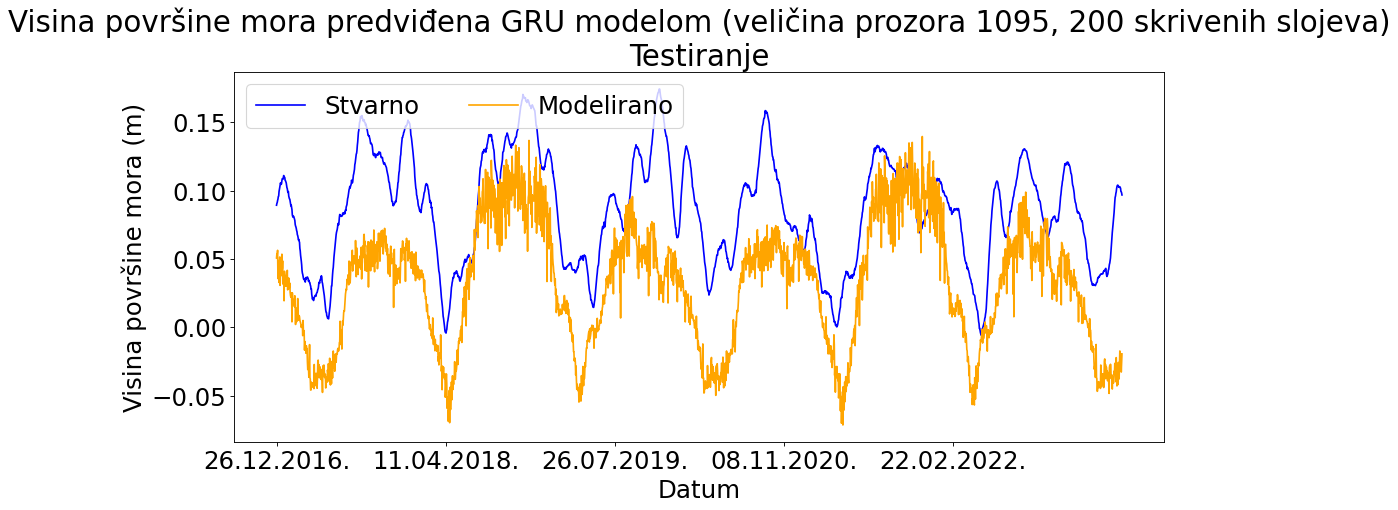 Visina površine mora predviđena GRU modelom (veličina prozora 1095, 200 skrivenih slojeva)
Testiranje
Stvarno
Modelirano
Visina površine mora (m)
0.15
0.10
0.05
0.00
−0.05
26.12.2016.
11.04.2018.
26.07.2019.
08.11.2020.
22.02.2022.
Datum